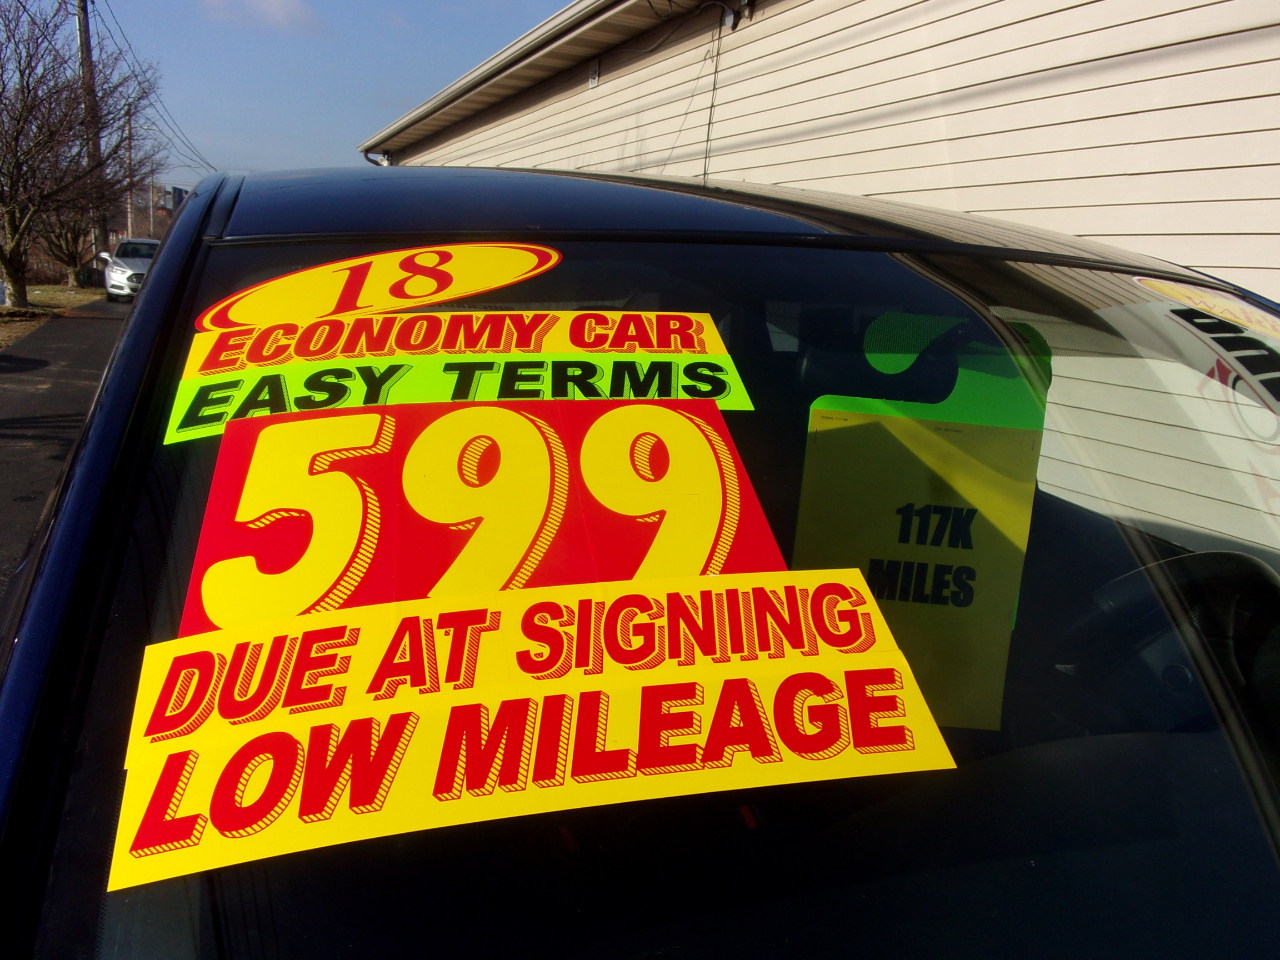 18
ECONOMY CAR
EASY TERMS
599
DUE AT SIGNING
LOW MILEAGE
117K
MILES